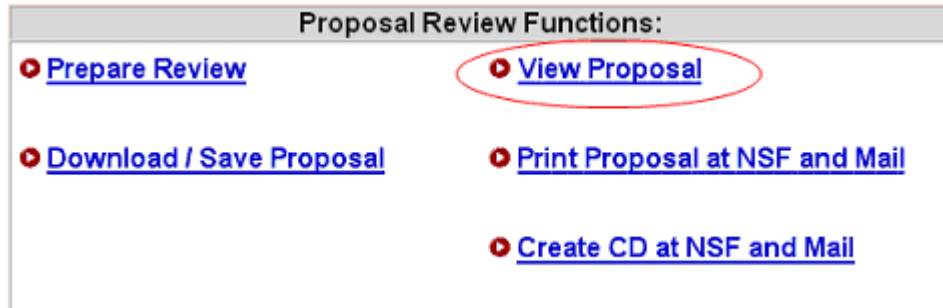 Proposal Review Functions:
Prepare Review
View Proposal
Download / Save Proposal
Print Proposal at NSF and Mail
Create CD at NSF and Mail